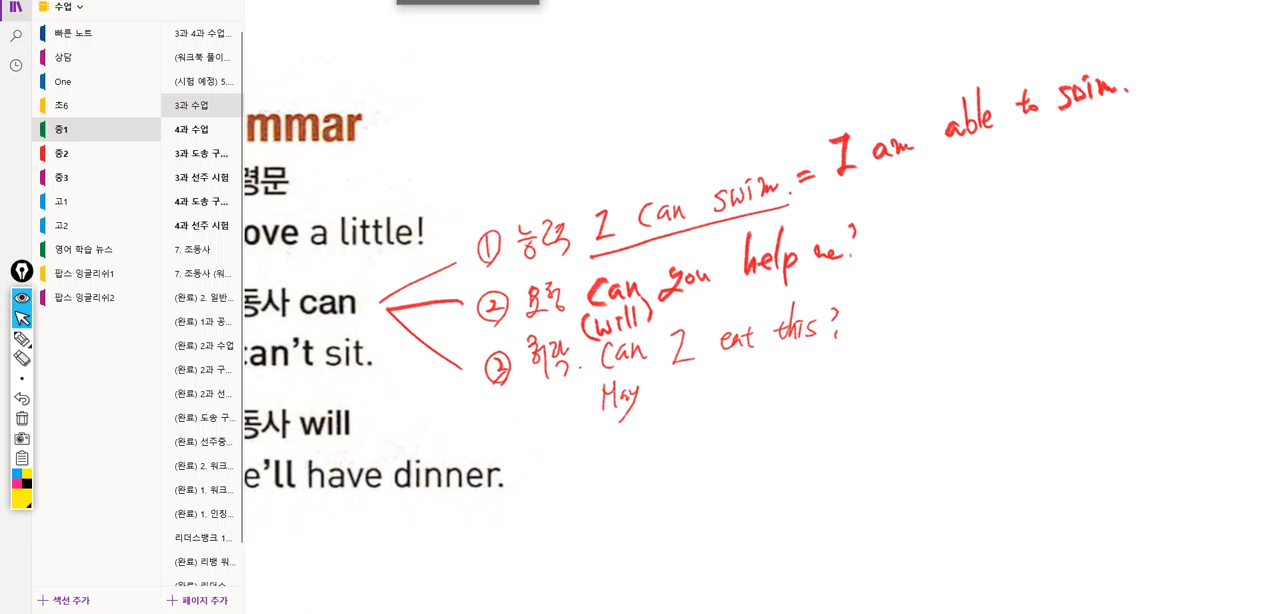 수업
빠른 노트
상담
One
초6
중1
중2
중3
고1
고2
영어 학습 뉴스
팝스 잉글리쉬1
팝스 잉글리쉬2
섹션 추가
3과 4과 수업...
(워크북 풀이...
(시험 예정) 5....
3과 수업
4과 수업
3과 도송 구...
3과 선주 시험
4과 도송 구...
4과 선주 시험
7. 조동사
7. 조동사 (워...
(완료) 2. 일반...
(완료) 1과 공...
(완료) 2과 수업
(완료) 2과 구...
(완료) 2과 선...
(완료) 도송 구...
(완료) 선주중...
(완료) 2. 워크...
(완료) 1. 워크...
(완료) 1. 인칭...
리더스뱅크 1...
(완료) 리뱅 워...
(완료) 리더스
페이지 추가
mmar
령문
ove a little!
동사 can
an't sit.
동사 will
e'll have dinner.
① 능력 I can swim. = I am able to swim.
② 요청 Can you help me?
(will)
③ 허락. Can I eat this?
May